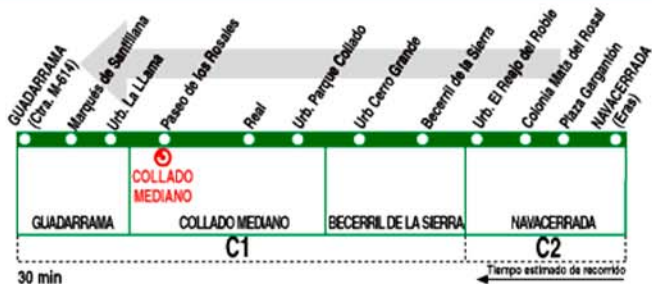 GUADARRAMA
(/Ctra. M-614)
Marqués de Santillana
Urb. La LLama
Paseo de los Rosales
Real
Urb. Parque Collado
Urb Cerro Grande
Becerril de la Sierra
Urb. El Reajo del Roble
Colonia Mata del Rosal
Plaza Gargantón
NAVACERRADA
(Eras)
COLLADO
MEDIANO
GUADARRAMA
COLLADO MEDIANO
BECERRIL DE LA SIERRA
NAVACERRADA
C1
C2
30 min
Tiempo estimado de recorrido